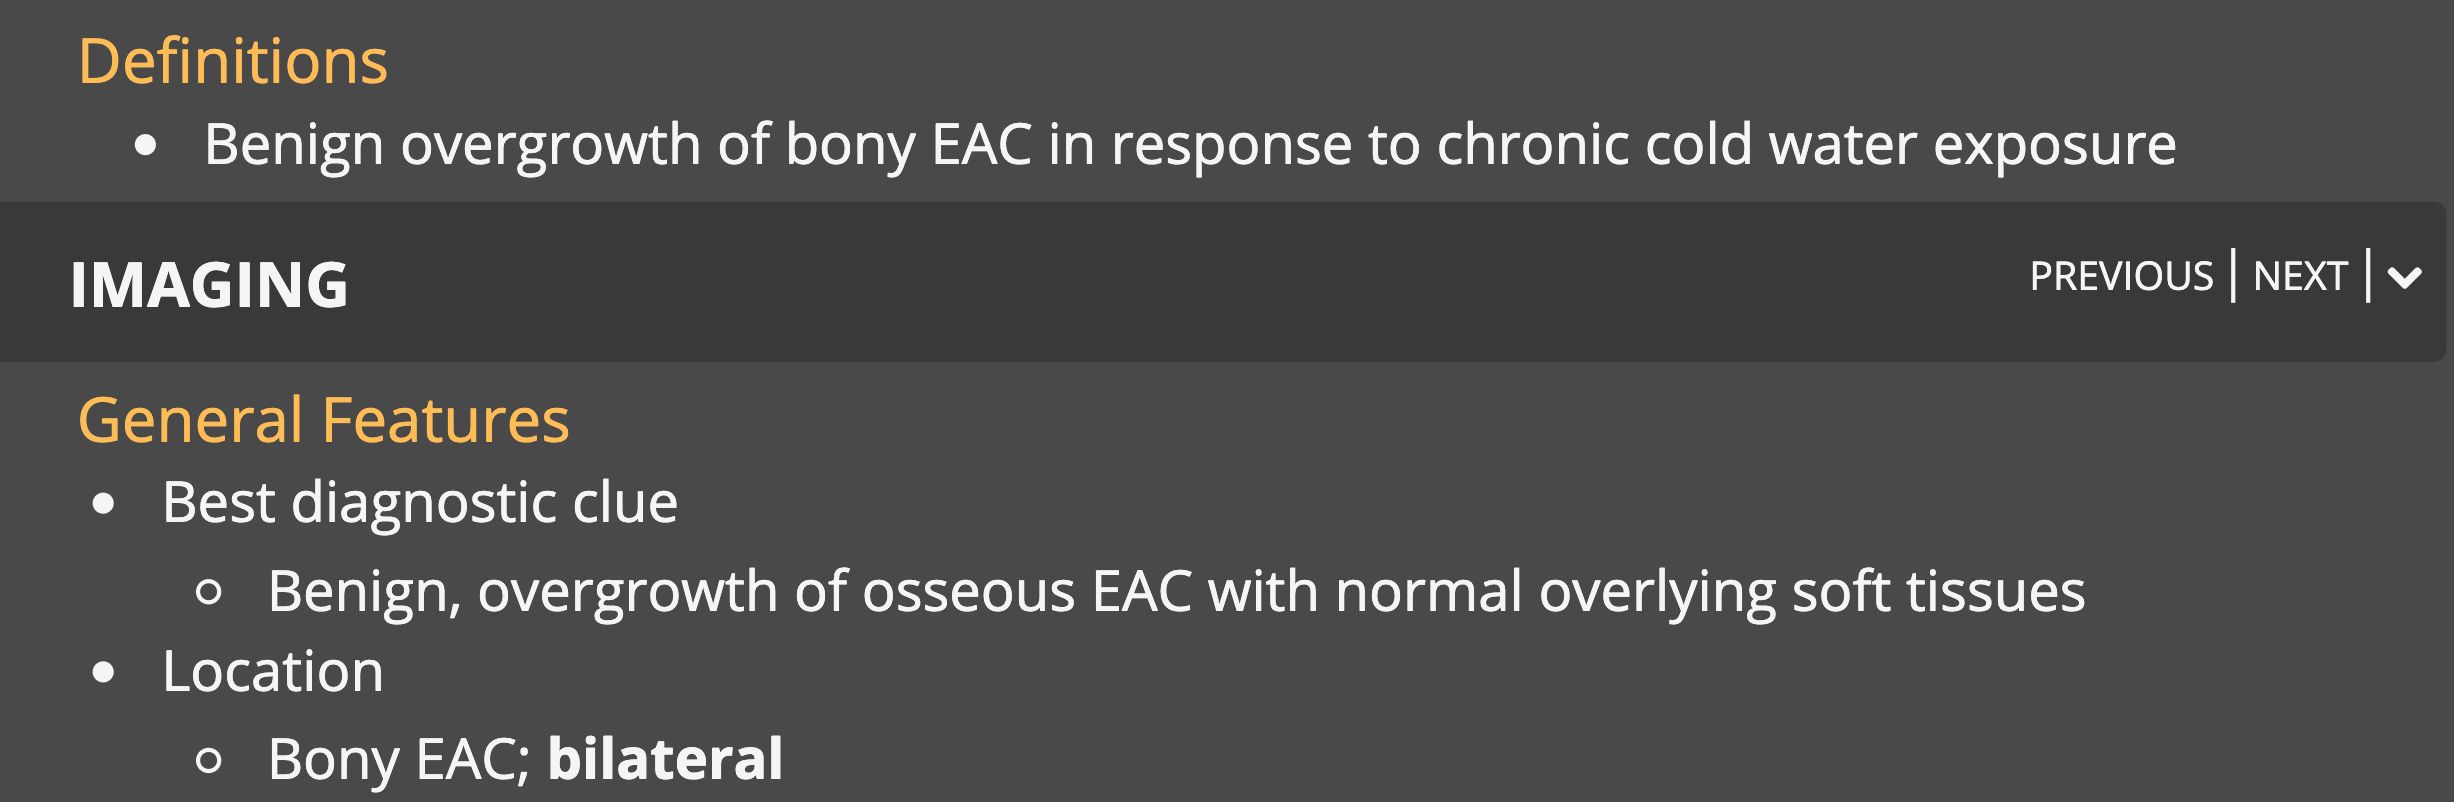 Definitions
• Benign overgrowth of bony EAC in response to chronic cold water exposure
IMAGING
PREVIOUS | NEXT |
General Features
• Best diagnostic clue
○ Benign, overgrowth of osseous EAC with normal overlying soft tissues
• Location
○ Bony EAC; bilateral